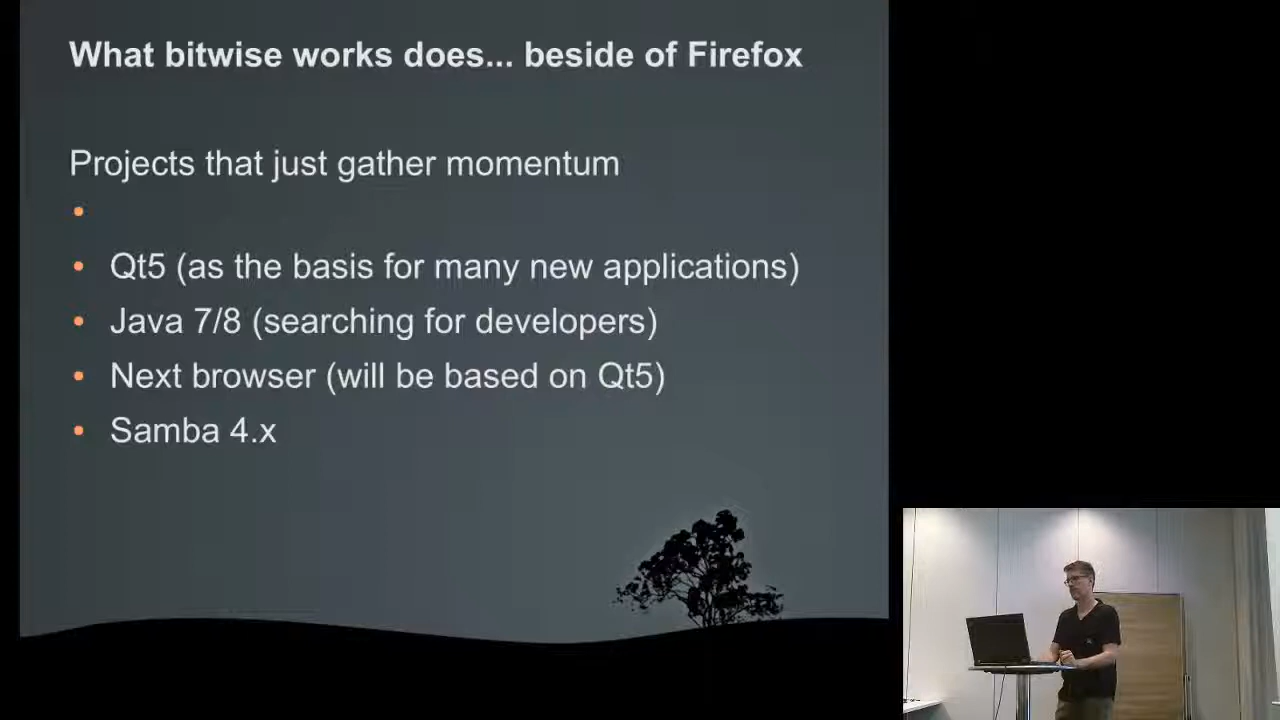 What bitwise works does... beside of Firefox
Projects that just gather momentum
Qt5 (as the basis for many new applications)
Java 7/8 (searching for developers)
Next browser (will be based on Qt5)
Samba 4.x